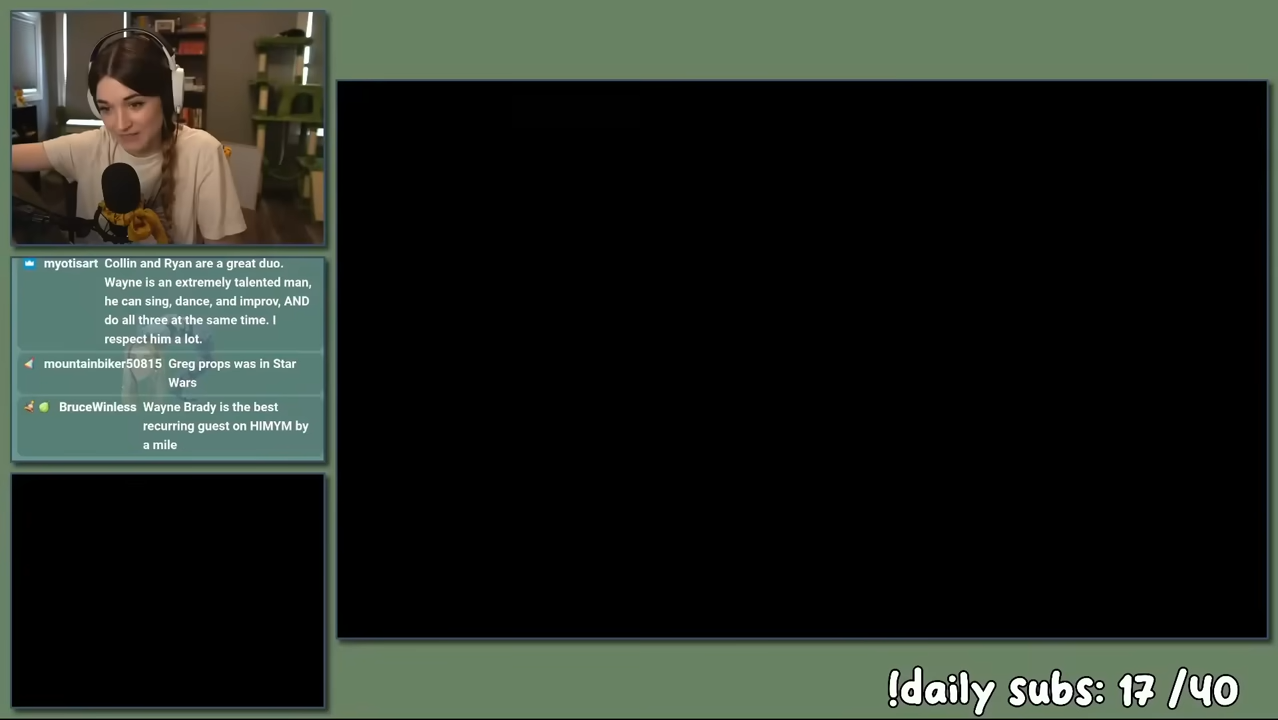 myotisart Collin and Ryan are a great duo.
Wayne is an extremely talented man,
he can sing, dance, and improv, AND
do all three at the same time. I
respect him a lot.
mountainbiker50815 Greg props was in Star
Wars
BruceWinless Wayne Brady is the best
recurring guest on HIMYM by
a mile
!daily subs: 17 /40